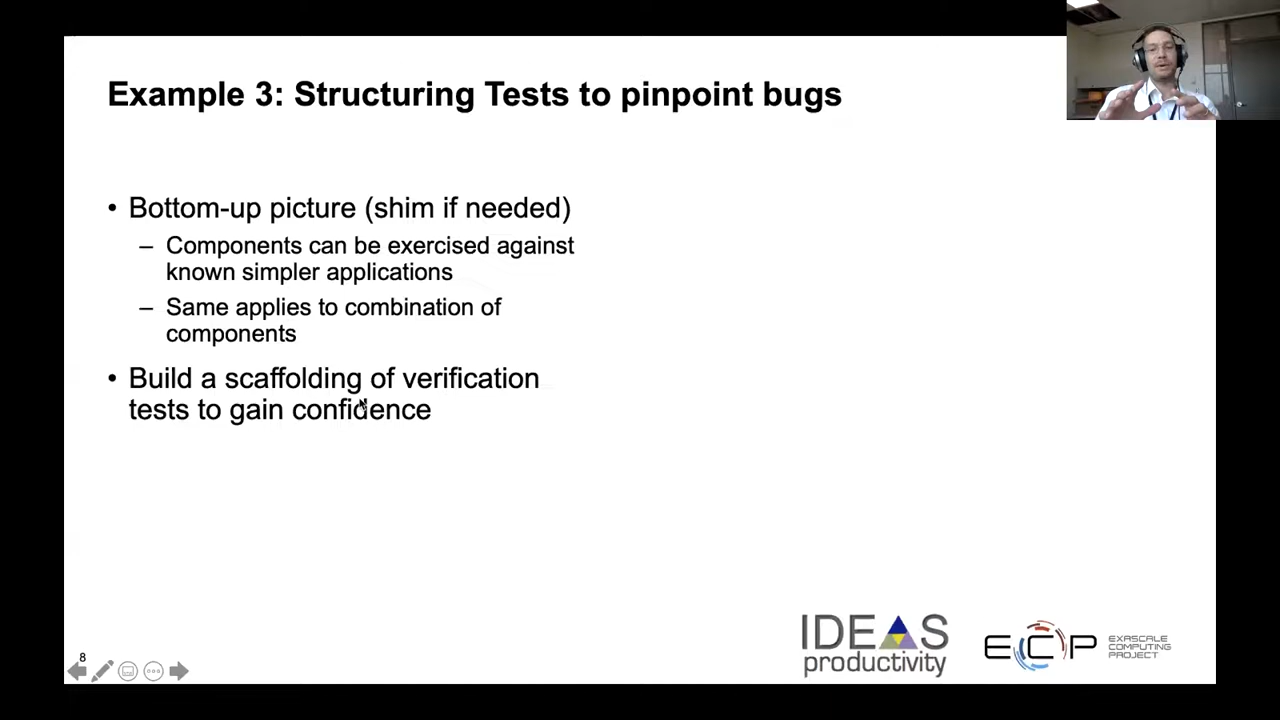 Example 3: Structuring Tests to pinpoint bugs
• Bottom-up picture (shim if needed)
– Components can be exercised against
known simpler applications
– Same applies to combination of
components
• Build a scaffolding of verification
tests to gain confidence
8
IDEAS
productivity
ECP
EXASCALE
COMPUTING
PROJECT